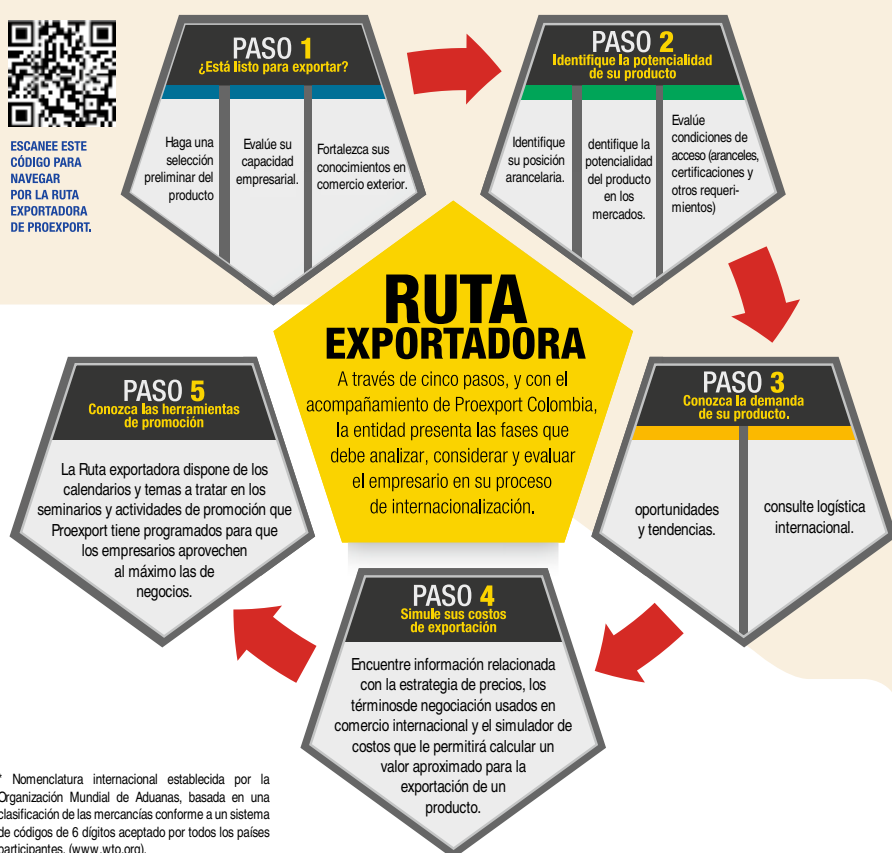 ESCANEE ESTE
CÓDIGO PARA
NAVEGAR
POR LA RUTA
EXPORTADORA
DE PROEXPORT.
PASO 1
¿Está listo para exportar?
Haga una
selección
preliminar del
producto
Evalúe su
capacidad
empresarial.
Fortalezca sus
conocimientos en
comercio exterior.
PASO 2
Identifique la potencialidad
de su producto
Identifique
su posición
arancelaria.
dentifique la
potencialidad
del producto
en los
mercados.
Evalúe
condiciones de
acceso (aranceles,
certificaciones y
otros requeri-
mientos)
RUTA
EXPORTADORA
A través de cinco pasos, y con el
acompañamiento de Proexport Colombia,
la entidad presenta las fases que
debe analizar, considerar y evaluar
el empresario en su proceso
de internacionalización.
PASO 3
Conozca la demanda
de su producto.
oportunidades
y tendencias.
consulte logística
internacional.
PASO 4
Simule sus costos
de exportación
Encuentre información relacionada
con la estrategia de precios, los
términosde negociación usados en
comercio internacional y el simulador de
costos que le permitirá calcular un
valor aproximado para la
exportación de un
producto.
PASO 5
Conozca las herramientas
de promoción
La Ruta exportadora dispone de los
calendarios y temas a tratar en los
seminarios y actividades de promoción que
Proexport tiene programados para que
los empresarios aprovechen
al máximo las de
negocios.
* Nomenclatura internacional establecida por la
Organización Mundial de Aduanas, basada en una
clasificación de las mercancías conforme a un sistema
de códigos de 6 dígitos aceptado por todos los países
participantes. (www.wto.org).